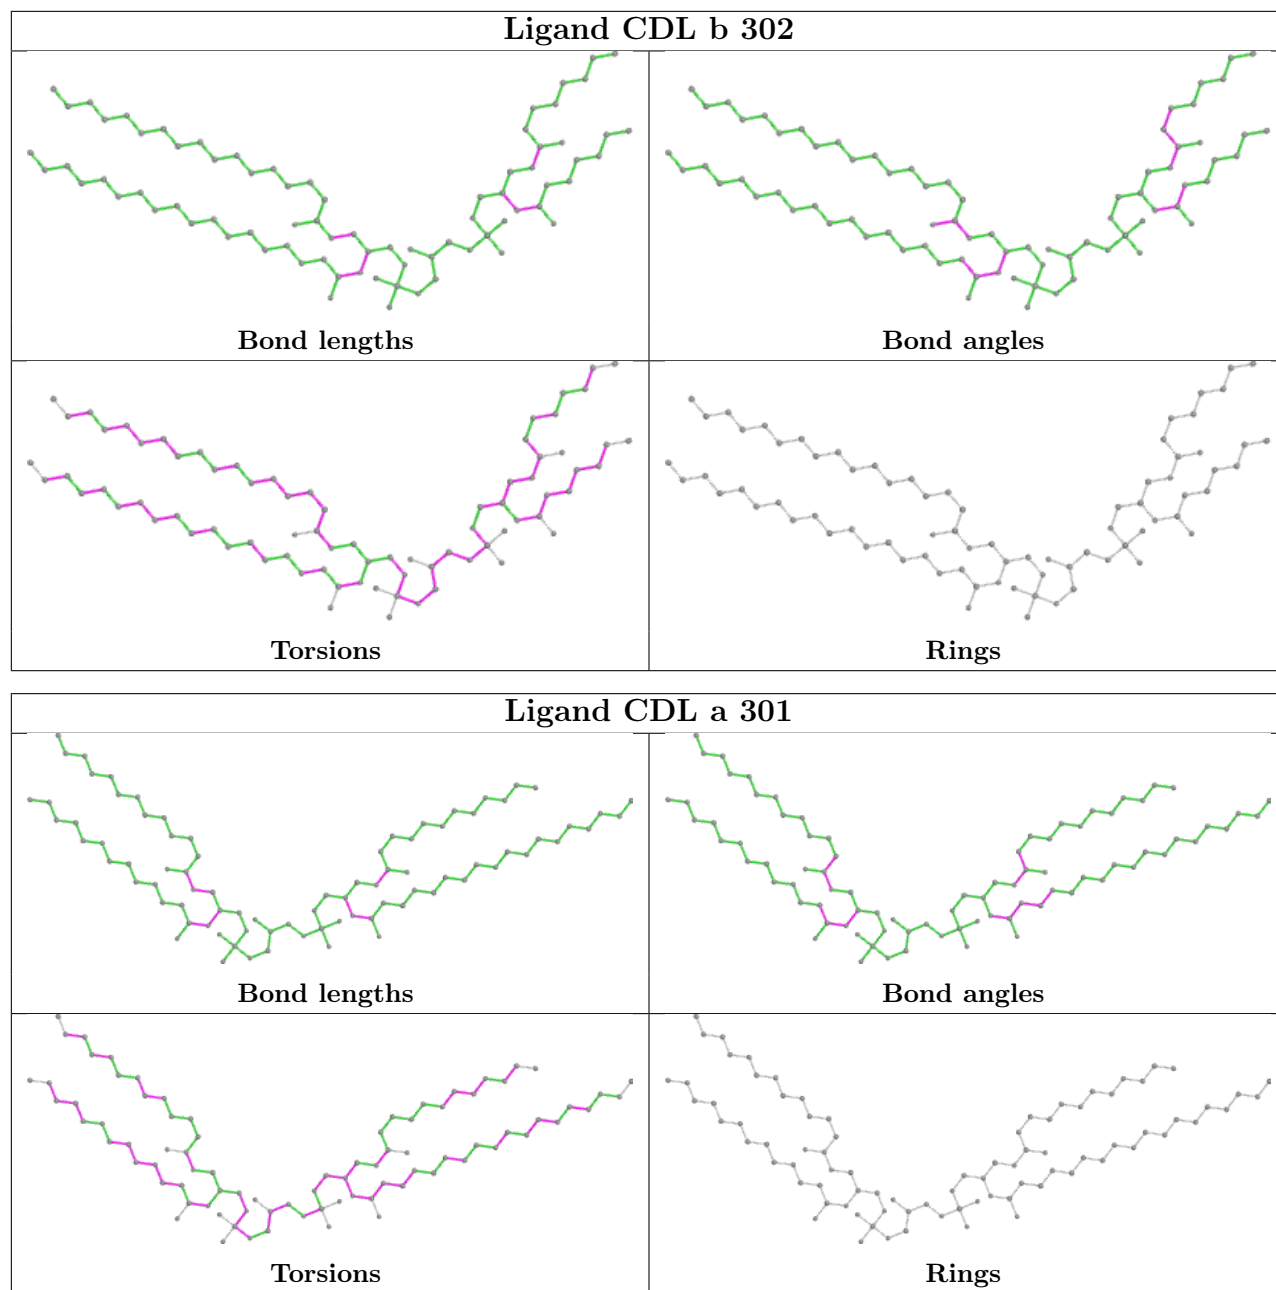 Ligand CDL b 302
Bond lengths
Bond angles
Torsions
Rings
Ligand CDL a 301
Bond lengths
Bond angles
Torsions
Rings